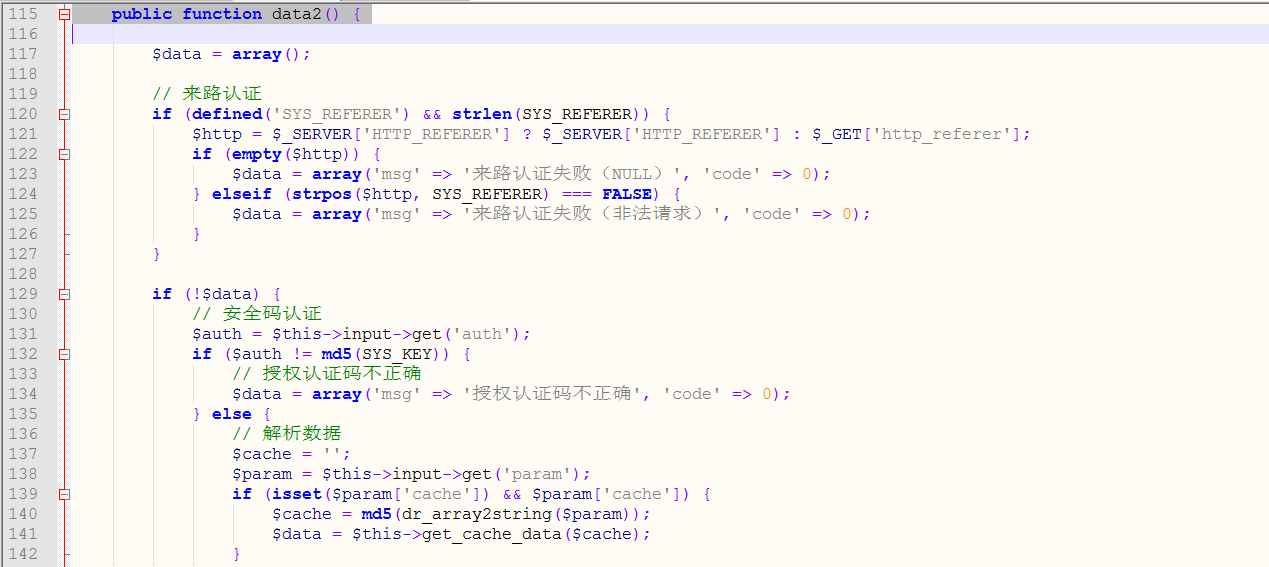 115 public function data2() {
116
117 $data = array();
118
119 // 来路认证
120 if (defined('SYS_REFERER') && strlen(SYS_REFERER)) {
121 $http = $_SERVER['HTTP_REFERER'] ? $_SERVER['HTTP_REFERER'] : $_GET['http_referer'];
122 if (empty($http)) {
123 $data = array('msg' => '来路认证失败（NULL）', 'code' => 0);
124 } elseif (strpos($http, SYS_REFERER) === FALSE) {
125 $data = array('msg' => '来路认证失败（非法请求）', 'code' => 0);
126 }
127 }
128
129 if (!$data) {
130 // 安全码认证
131 $auth = $this->input->get('auth');
132 if ($auth != md5(SYS_KEY)) {
133 // 授权认证码不正确
134 $data = array('msg' => '授权认证码不正确', 'code' => 0);
135 } else {
136 // 解析数据
137 $cache = '';
138 $param = $this->input->get('param');
139 if (isset($param['cache']) && $param['cache']) {
140 $cache = md5(dr_array2string($param));
141 $data = $this->get_cache_data($cache);
142 }